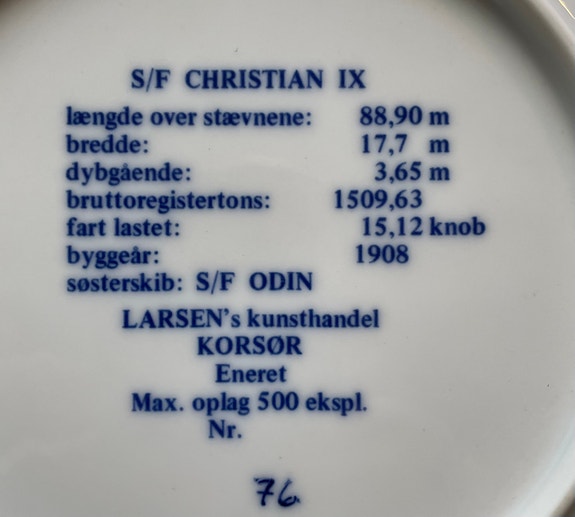 S/F CHRISTIAN IX
længde over stævnene: 88,90 m
bredde: 17,7 m
dybgående: 3,65 m
bruttoregistertons: 1509,63
fart lastet: 15,12 knob
byggeår: 1908
søsterskib: S/F ODIN
LARSEN's kunsthandel
KORSØR
Eneret
Max. oplag 500 ekspl.
Nr.
76